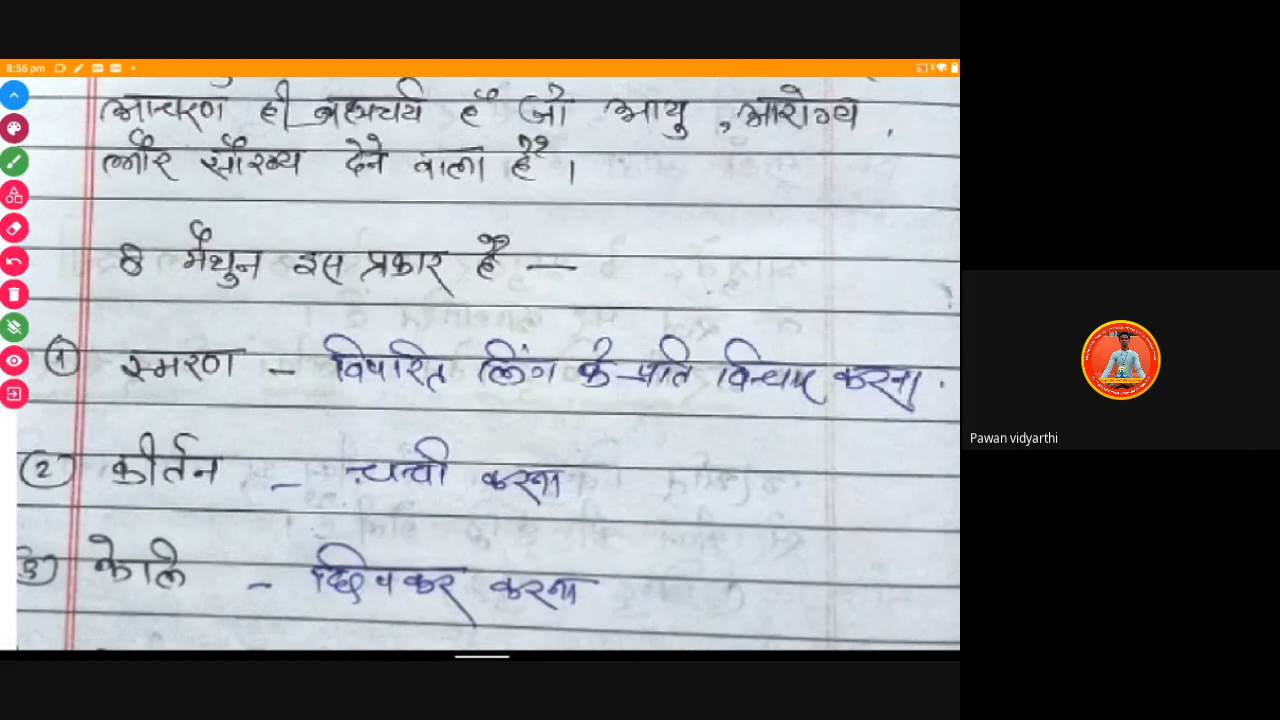 8:56 pm
आचरण ही ब्रह्मचर्य है जो आयु, आरोग्य,
और सौख्य देने वाला है।
8 मैथुन इस प्रकार है —
① स्मरण - विपरित लिंग के प्रति विचार करना.
② कीर्तन - चर्चा करना
③ केलि - छिपकर करना
Pawan vidyarthi